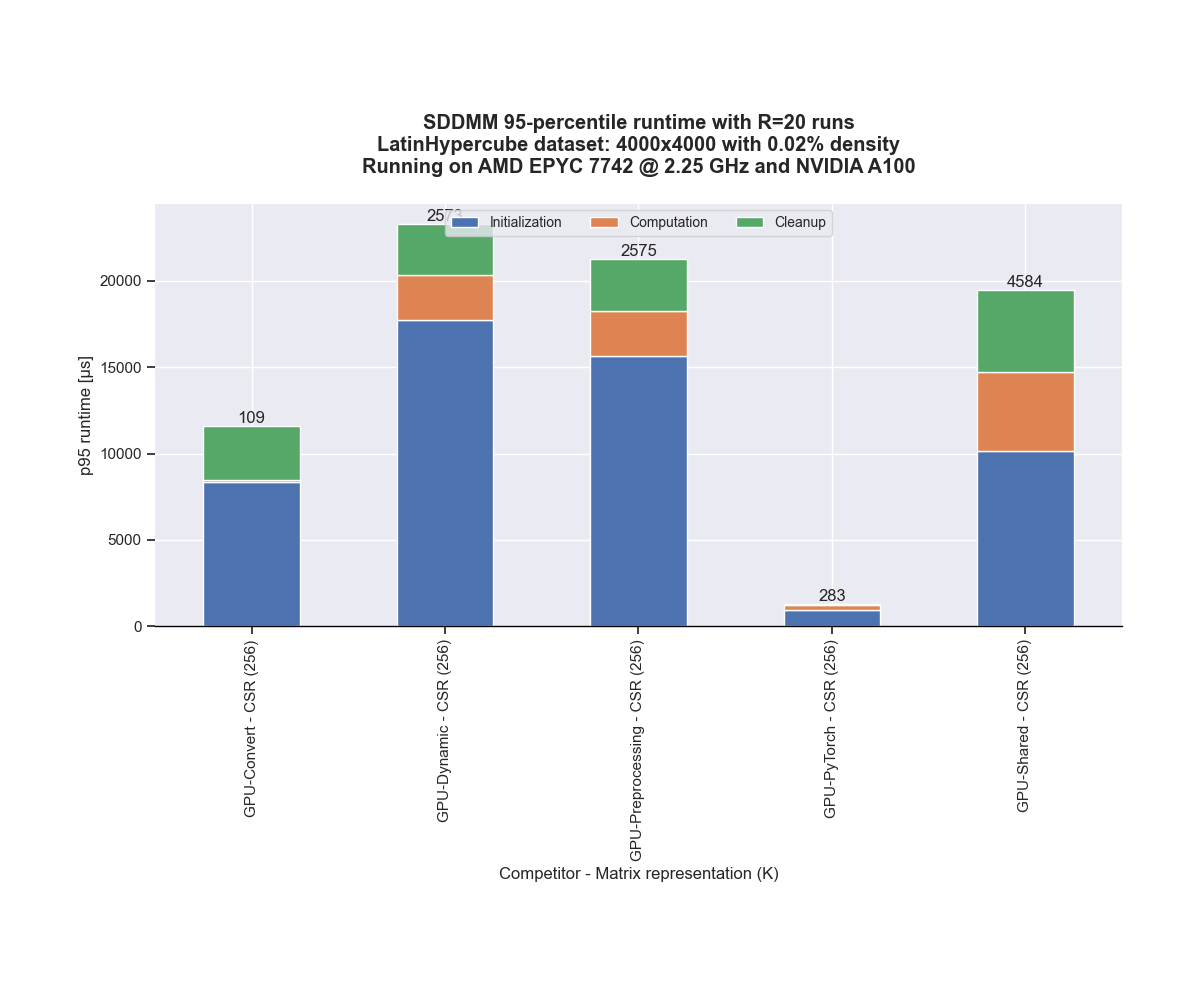 SDDMM 95-percentile runtime with R=20 runs
LatinHypercube dataset: 4000x4000 with 0.02% density
Running on AMD EPYC 7742 @ 2.25 GHz and NVIDIA A100
Initialization
Computation
Cleanup
2573
2575
4584
109
283
p95 runtime [µs]
20000
15000
10000
5000
0
GPU-Convert - CSR (256)
GPU-Dynamic - CSR (256)
GPU-Preprocessing - CSR (256)
GPU-PyTorch - CSR (256)
GPU-Shared - CSR (256)
Competitor - Matrix representation (K)